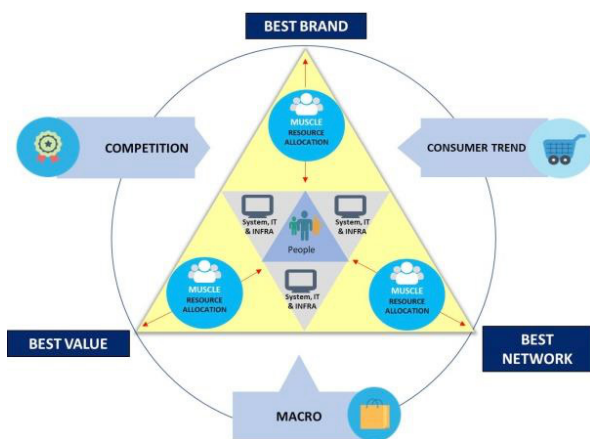 BEST BRAND
MUSCLE
RESOURCE
ALLOCATION
COMPETITION
CONSUMER TREND
System, IT
& INFRA
System, IT
& INFRA
People
MUSCLE
RESOURCE
ALLOCATION
System, IT
& INFRA
MUSCLE
RESOURCE
ALLOCATION
BEST VALUE
BEST
NETWORK
MACRO